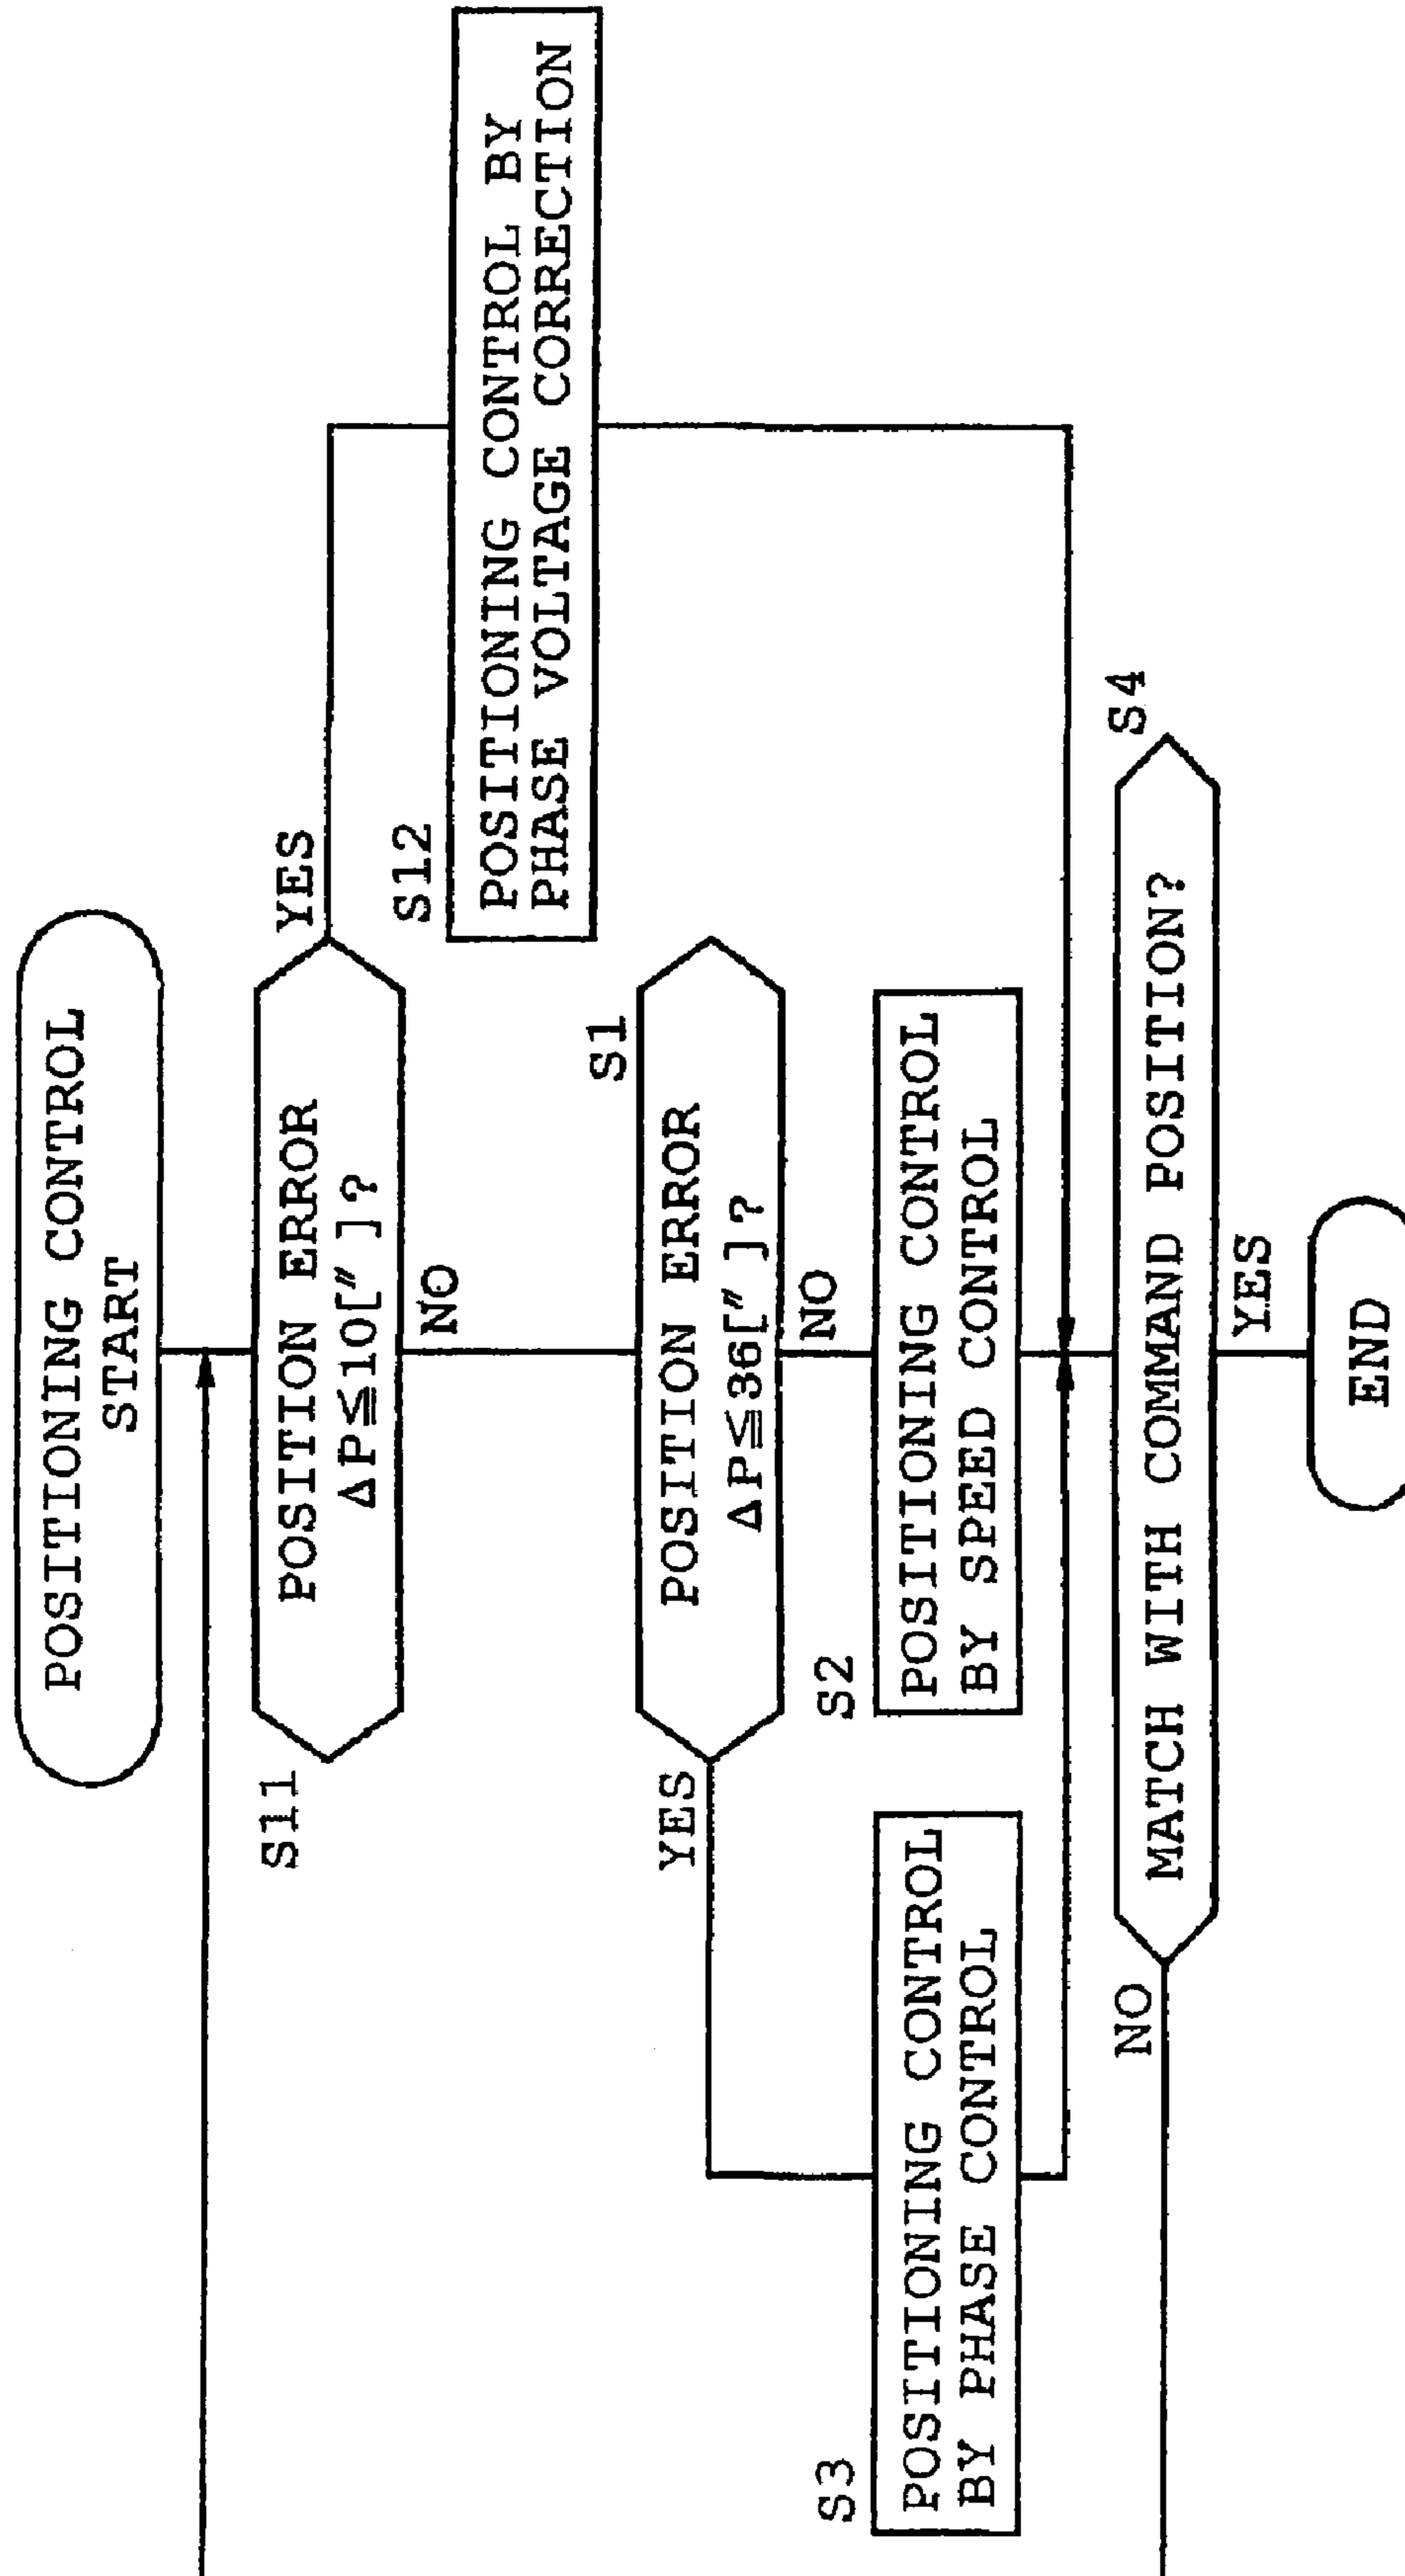 POSITIONING CONTROL
START
S11
POSITION ERROR
ΔP≦10[″]?
YES
NO
S12
POSITIONING CONTROL BY
PHASE VOLTAGE CORRECTION
S1
POSITION ERROR
ΔP≦36[″]?
YES
NO
S3
POSITIONING CONTROL
BY PHASE CONTROL
S2
POSITIONING CONTROL
BY SPEED CONTROL
S4
MATCH WITH COMMAND POSITION?
NO
YES
END